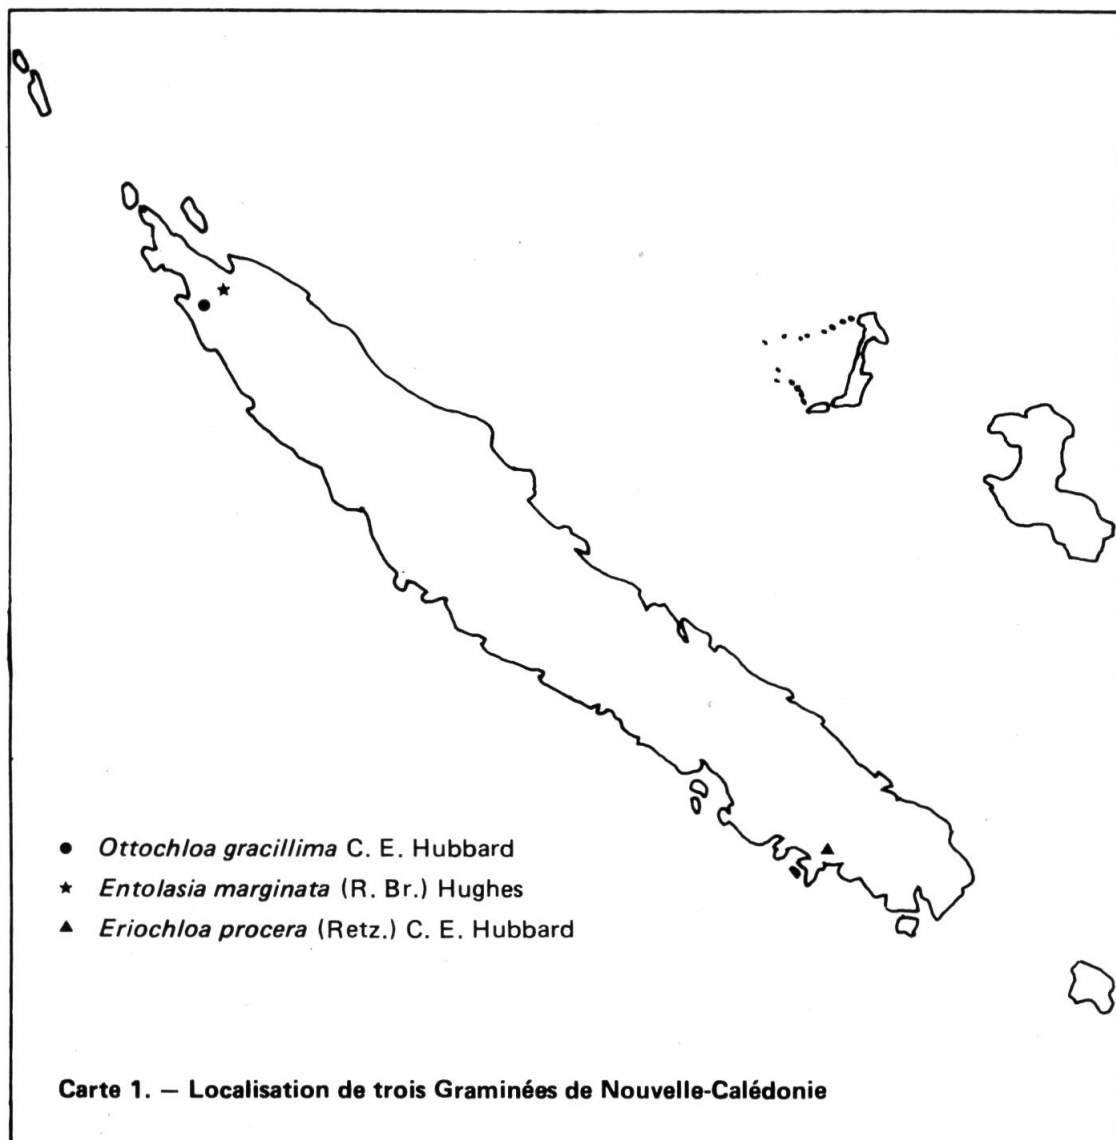 ● Ottochloa gracillima C. E. Hubbard
★ Entolasia marginata (R. Br.) Hughes
▲ Eriochloa procera (Retz.) C. E. Hubbard
Carte 1. — Localisation de trois Graminées de Nouvelle-Calédonie